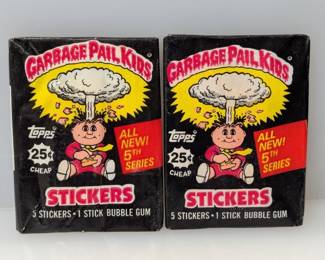 GARBAGE PAIL KIDS
Topps
25¢
CHEAP
ALL
NEW!
5TH
SERIES
STICKERS
5 STICKERS • 1 STICK BUBBLE GUM
GARBAGE PAIL KIDS
Topps
25¢
CHEAP
ALL
NEW!
5TH
SERIES
STICKERS
5 STICKERS • 1 STICK BUBBLE GUM